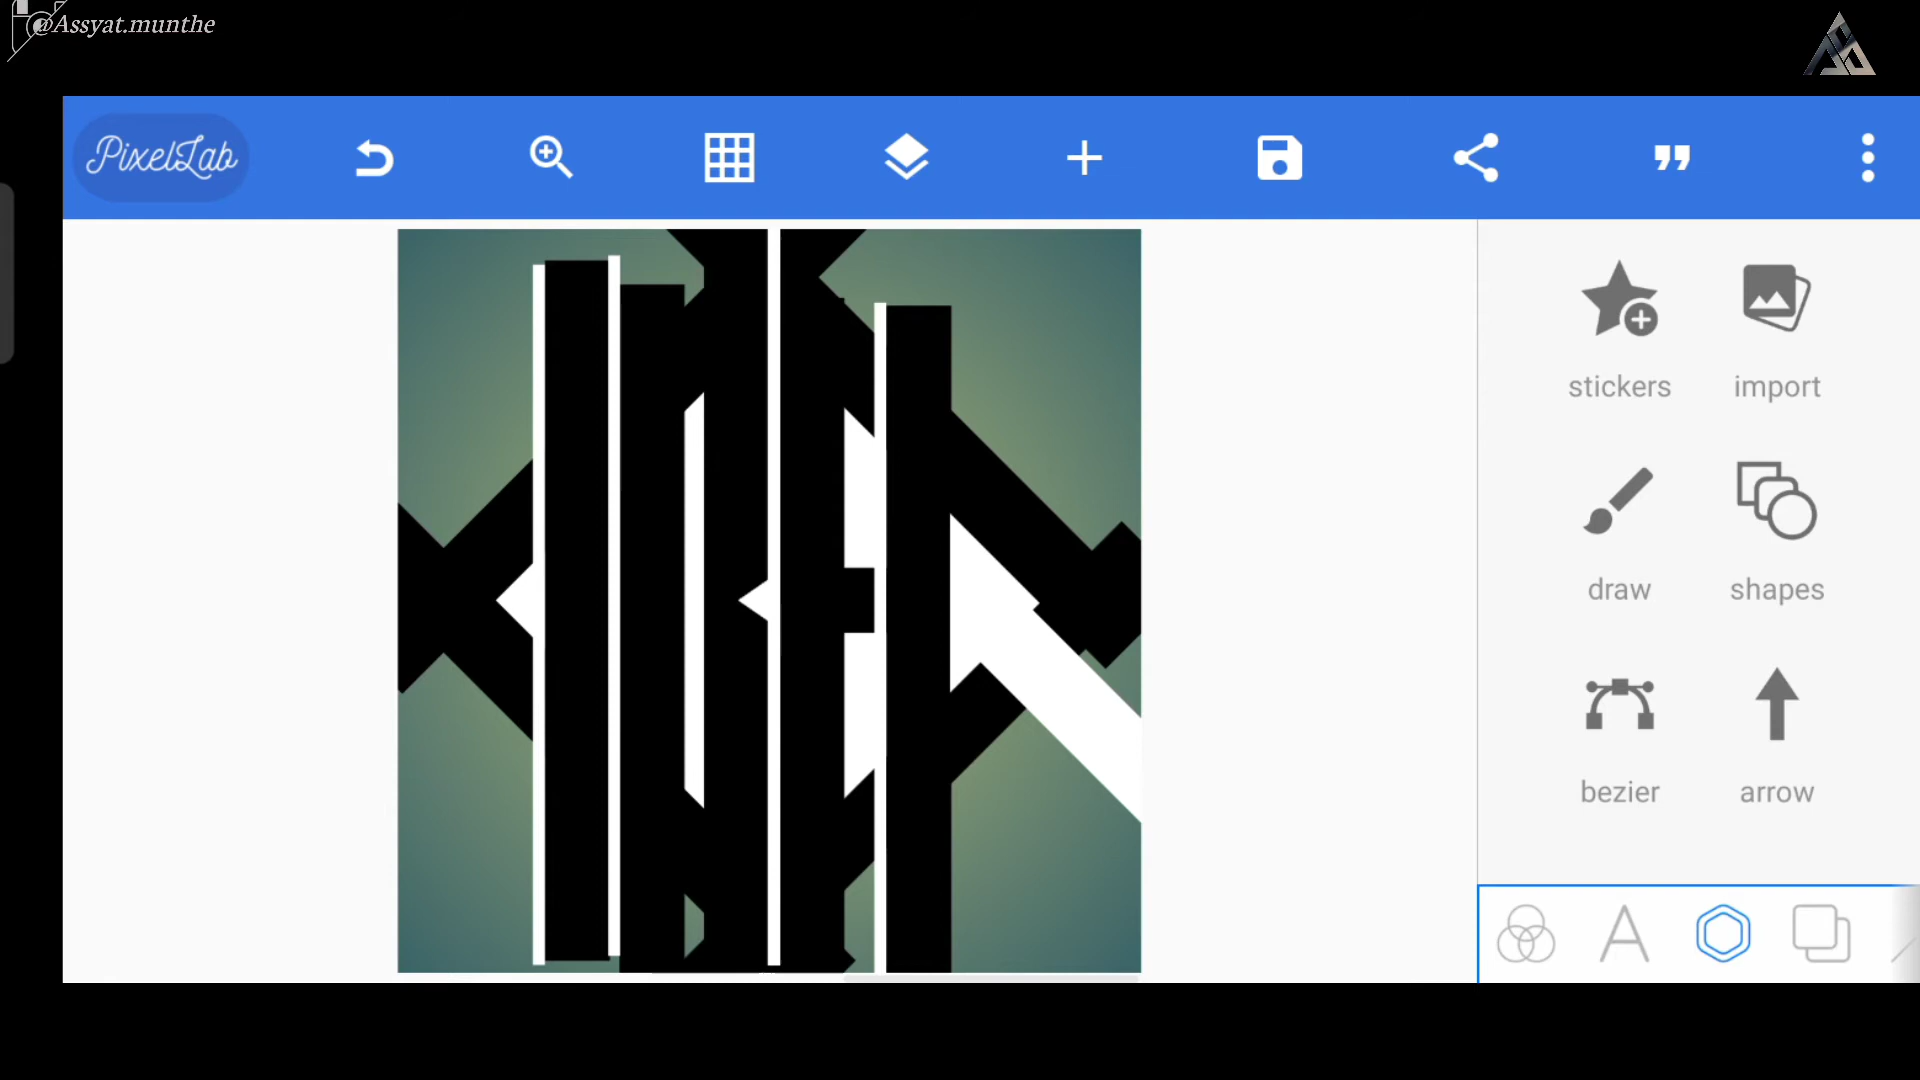 @Assyat.munthe
PixelLab
stickers import
draw shapes
bezier arrow